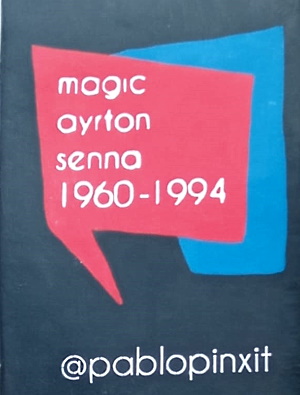 magic
ayrton
senna
1960-1994
@pablopinxit